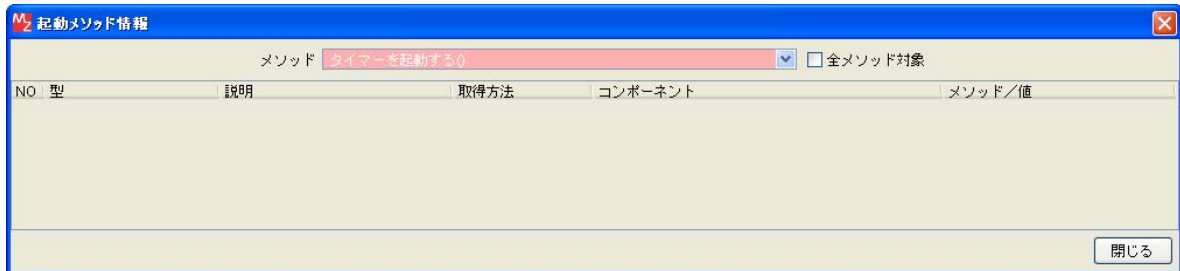 MZ 起動メソッド情報
メソッド タイマーを起動する() 全メソッド対象
NO 型 説明 取得方法 コンポーネント メソッド／値
閉じる